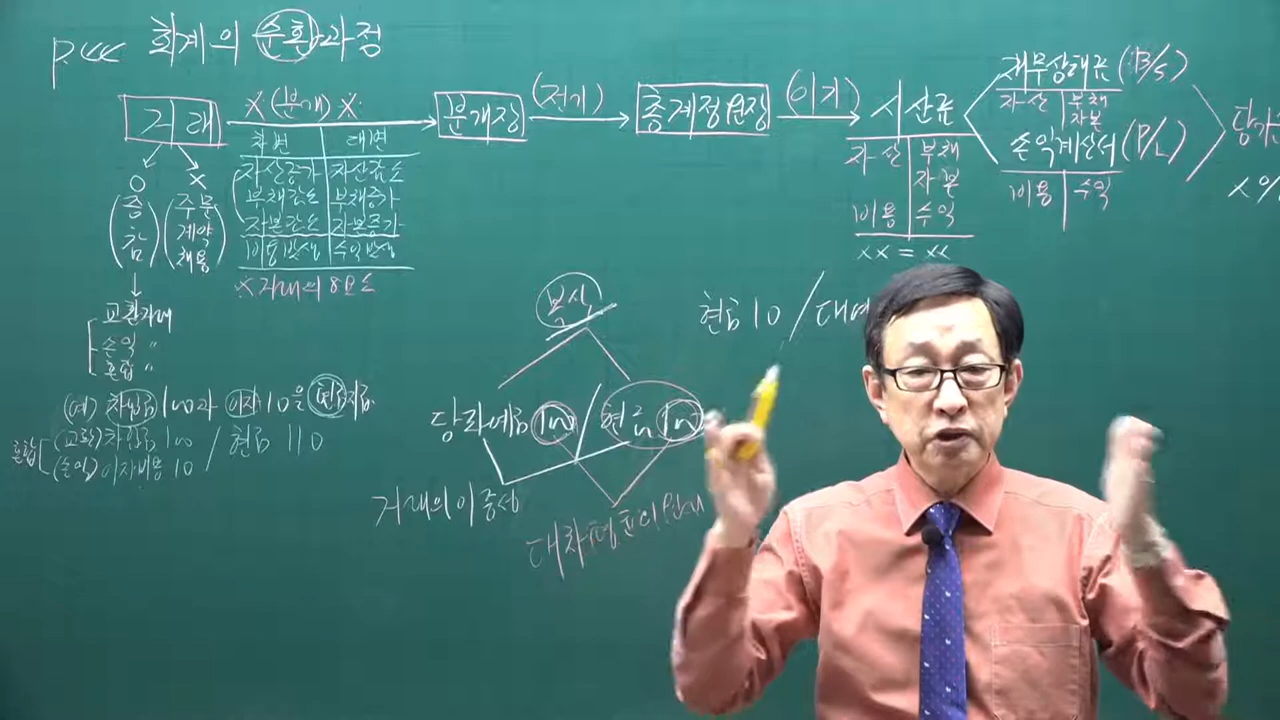 회계의 순환과정
거래
※(분개)※
분개장
(전기)
총계정원장
(이기)
시산표
재무상태표(B/S)
자산 부채
자본
손익계산서(P/L)
비용 수익
차변 대변
자산증가 자산감소
부채감소 부채증가
자본감소 자본증가
비용발생 수익발생
※거래의 8요소
O X
증 주문
감 계약
채용
자산 부채
자본
비용 수익
xx = xx
교환거래
손익 〃
혼합 〃
(예) 차입금 100과 이자 10을 현금지급
혼합 (교환)차입금 100 / 현금 110
(손익)이자비용 10
분식
현금 10 / 대여
당좌예금 100 / 현금 100
거래의 이중성
대차평균의 원리